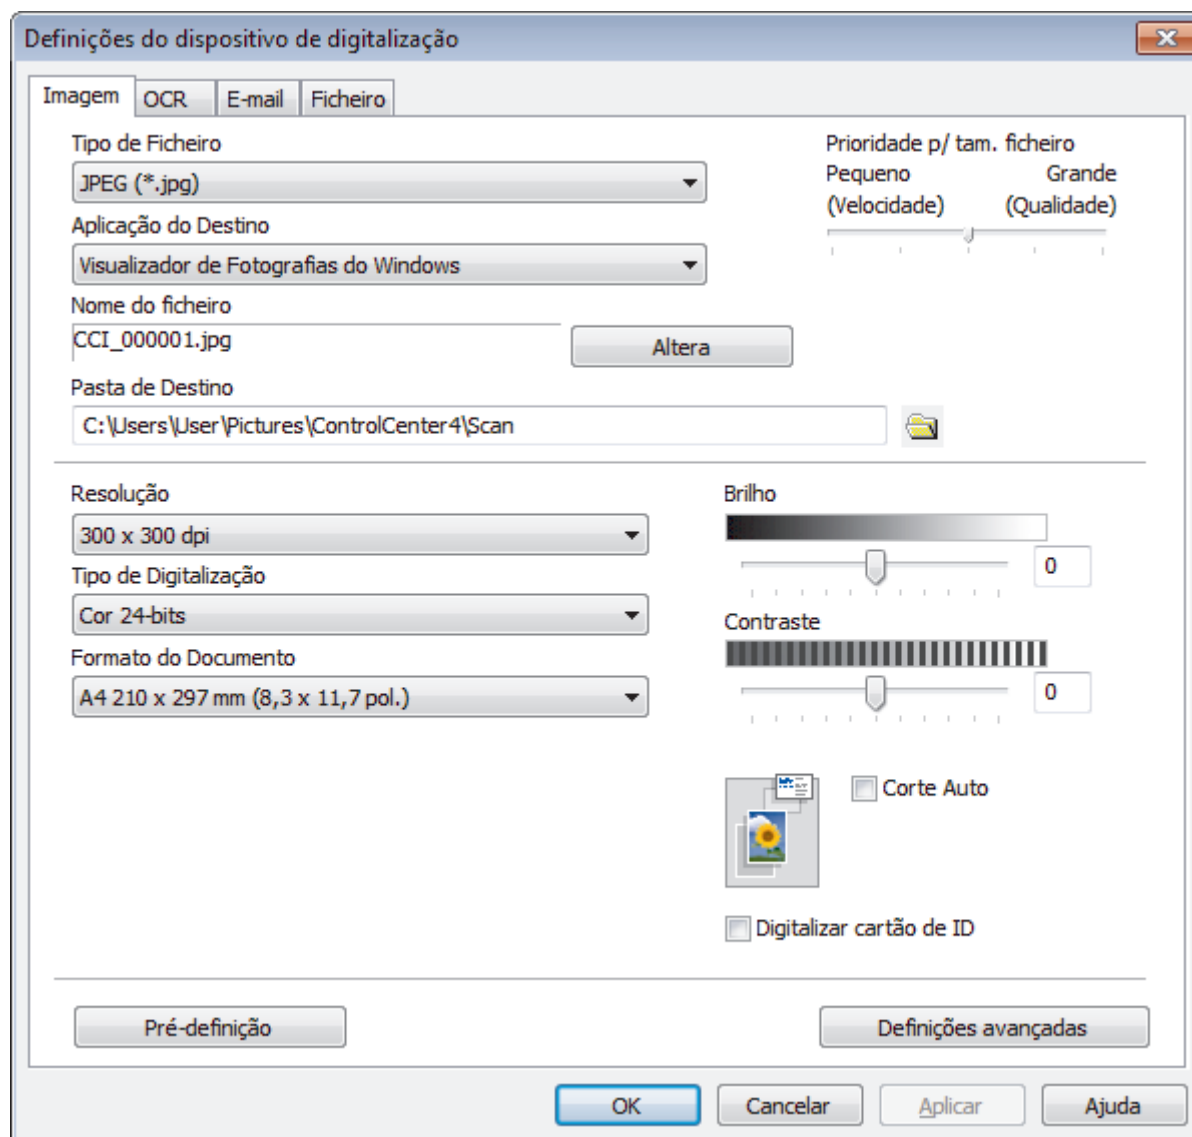 Definições do dispositivo de digitalização
Imagem OCR E-mail Ficheiro
Tipo de Ficheiro
JPEG (*.jpg)
Aplicação do Destino
Visualizador de Fotografias do Windows
Nome do ficheiro
CCI_000001.jpg
Altera
Pasta de Destino
C:\Users\User\Pictures\ControlCenter4\Scan
Prioridade p/ tam. ficheiro
Pequeno Grande
(Velocidade) (Qualidade)
Resolução
300 x 300 dpi
Tipo de Digitalização
Cor 24-bits
Formato do Documento
A4 210 x 297 mm (8,3 x 11,7 pol.)
Brilho
0
Contraste
0
Corte Auto
Digitalizar cartão de ID
Pré-definição
Definições avançadas
OK Cancelar Aplicar Ajuda